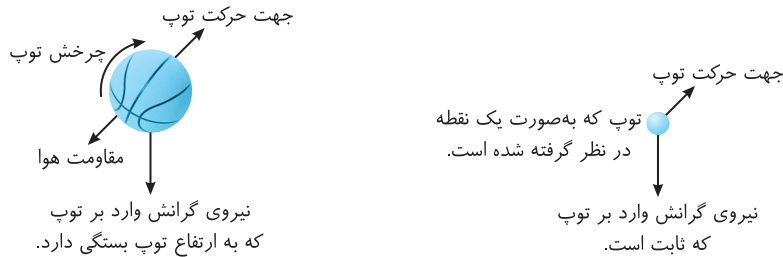 جهت حرکت توپ
چرخش توپ
مقاومت هوا
نیروی گرانش وارد بر توپ
که به ارتفاع توپ بستگی دارد.
جهت حرکت توپ
توپ که به‌صورت یک نقطه
در نظر گرفته شده است.
نیروی گرانش وارد بر توپ
که ثابت است.